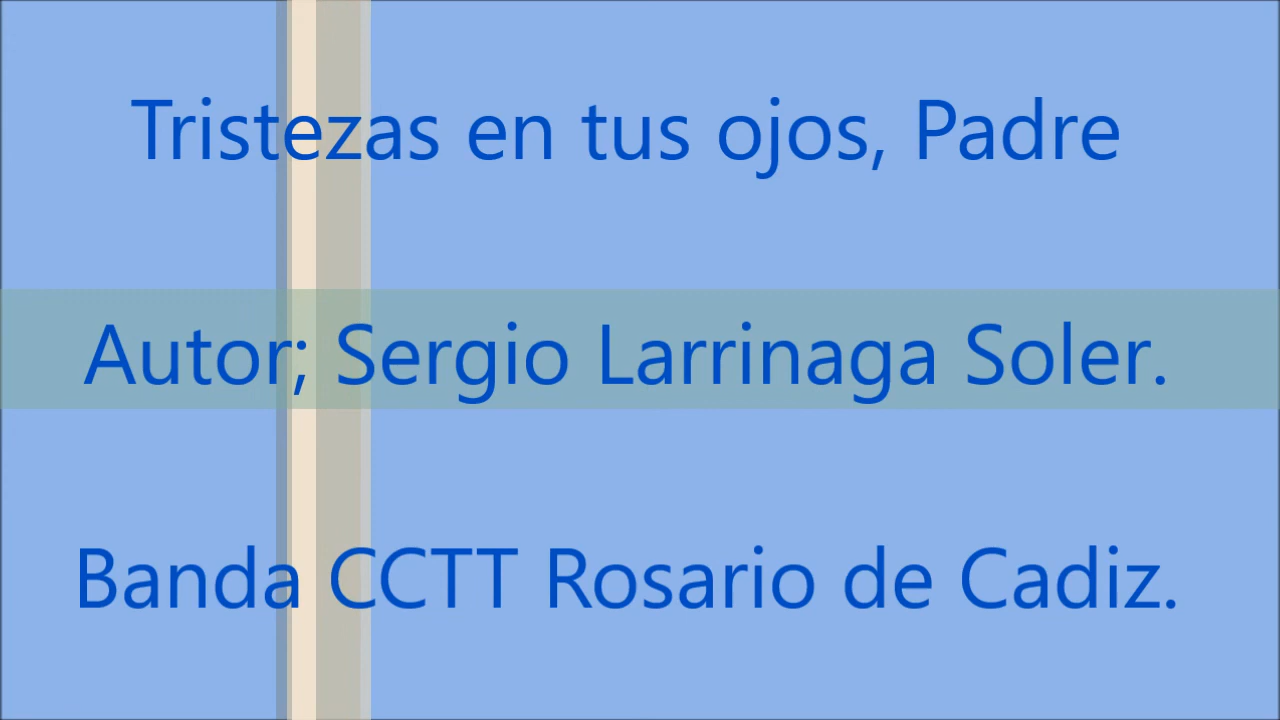 Tristezas en tus ojos, Padre
Autor; Sergio Larrinaga Soler.
Banda CCTT Rosario de Cadiz.